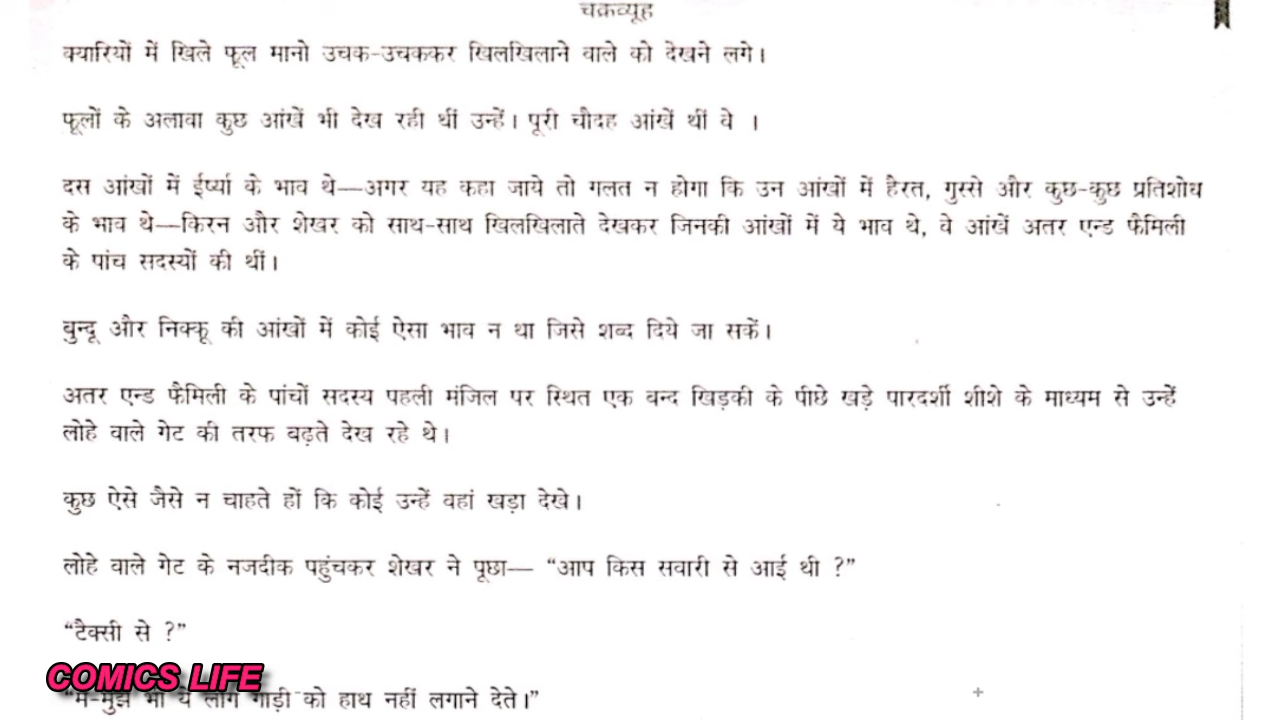 चक्रव्यूह
क्यारियों में खिले फूल मानो उचक-उचककर खिलखिलाने वाले को देखने लगे।
फूलों के अलावा कुछ आंखें भी देख रही थीं उन्हें। पूरी चौदह आंखें थीं वे ।
दस आंखों में ईर्ष्या के भाव थे—अगर यह कहा जाये तो गलत न होगा कि उन आंखों में हैरत, गुस्से और कुछ-कुछ प्रतिशोध
के भाव थे—किरन और शेखर को साथ-साथ खिलखिलाते देखकर जिनकी आंखों में ये भाव थे, वे आंखें अतर एन्ड फैमिली
के पांच सदस्यों की थीं।
बुन्दू और निक्कू की आंखों में कोई ऐसा भाव न था जिसे शब्द दिये जा सकें।
अतर एन्ड फैमिली के पांचों सदस्य पहली मंजिल पर स्थित एक बन्द खिड़की के पीछे खड़े पारदर्शी शीशे के माध्यम से उन्हें
लोहे वाले गेट की तरफ बढ़ते देख रहे थे।
कुछ ऐसे जैसे न चाहते हों कि कोई उन्हें वहां खड़ा देखे।
लोहे वाले गेट के नजदीक पहुंचकर शेखर ने पूछा— “आप किस सवारी से आई थी ?”
“टैक्सी से ?”
COMICS LIFE
“म-मुझे भी ये लोग गाड़ी को हाथ नहीं लगाने देते।”